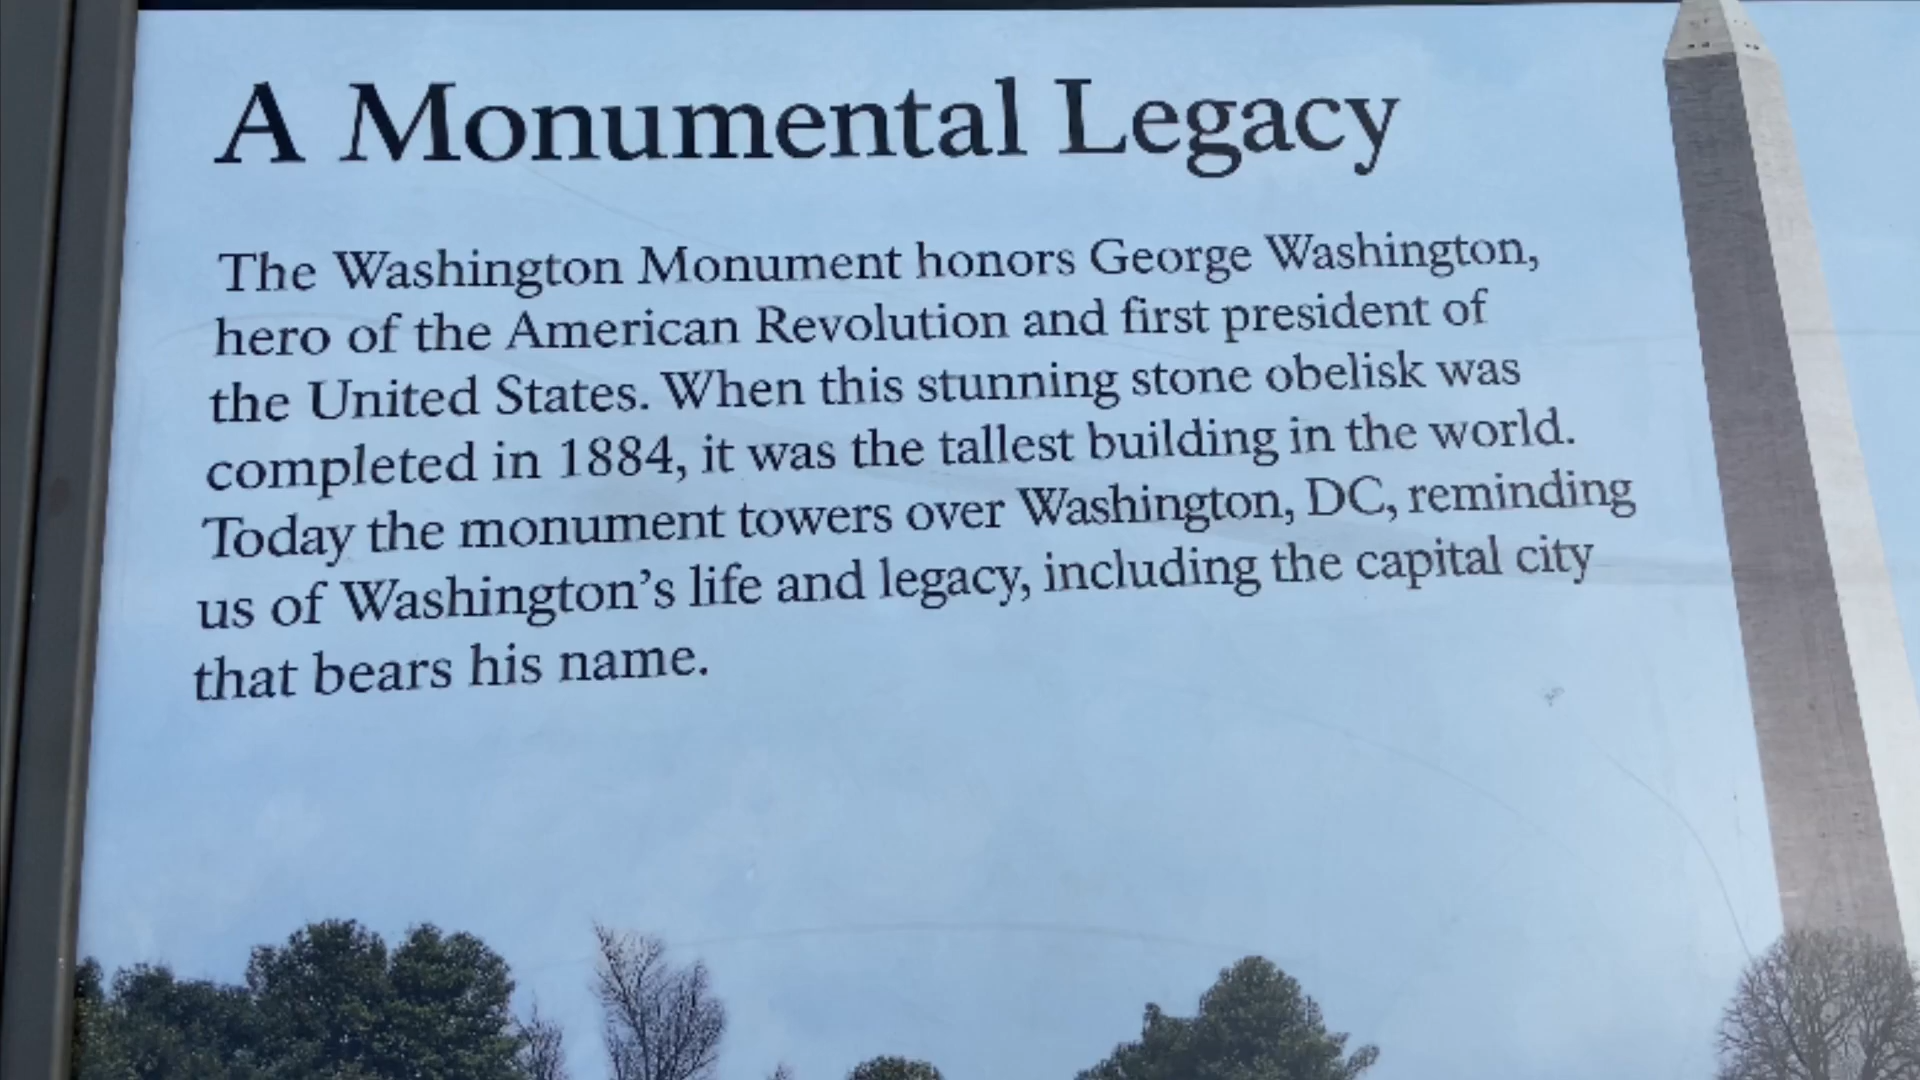 A Monumental Legacy
The Washington Monument honors George Washington,
hero of the American Revolution and first president of
the United States. When this stunning stone obelisk was
completed in 1884, it was the tallest building in the world.
Today the monument towers over Washington, DC, reminding
us of Washington’s life and legacy, including the capital city
that bears his name.